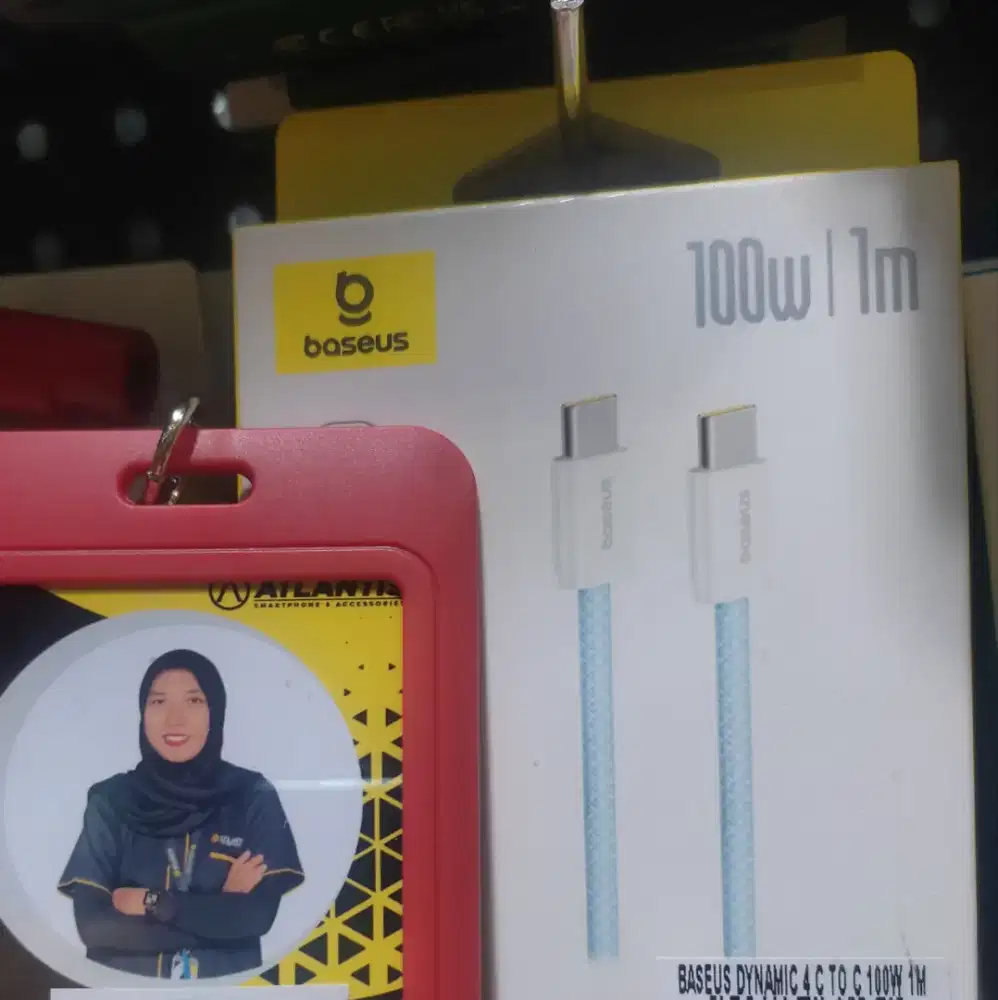 100w | 1m
baseus
baseus
baseus
ATLANTIS
SMARTPHONE & ACCESSORIES
BASEUS DYNAMIC 4 C TO C 100W 1M